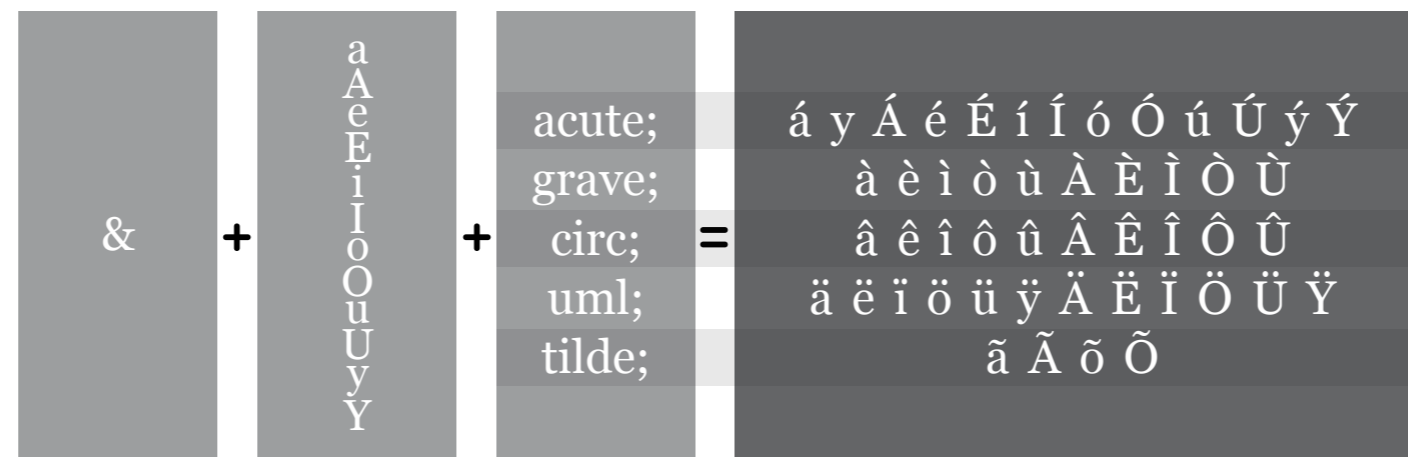 &
+
a
A
e
E
i
I
o
O
u
U
y
Y
+
acute;
grave;
circ;
uml;
tilde;
=
á y Á é É í Í ó Ó ú Ú ý Ý
à è ì ò ù À È Ì Ò Ù
â ê î ô û Â Ê Î Ô Û
ä ë ï ö ü ÿ Ä Ë Ï Ö Ü Ÿ
ã Ã õ Õ